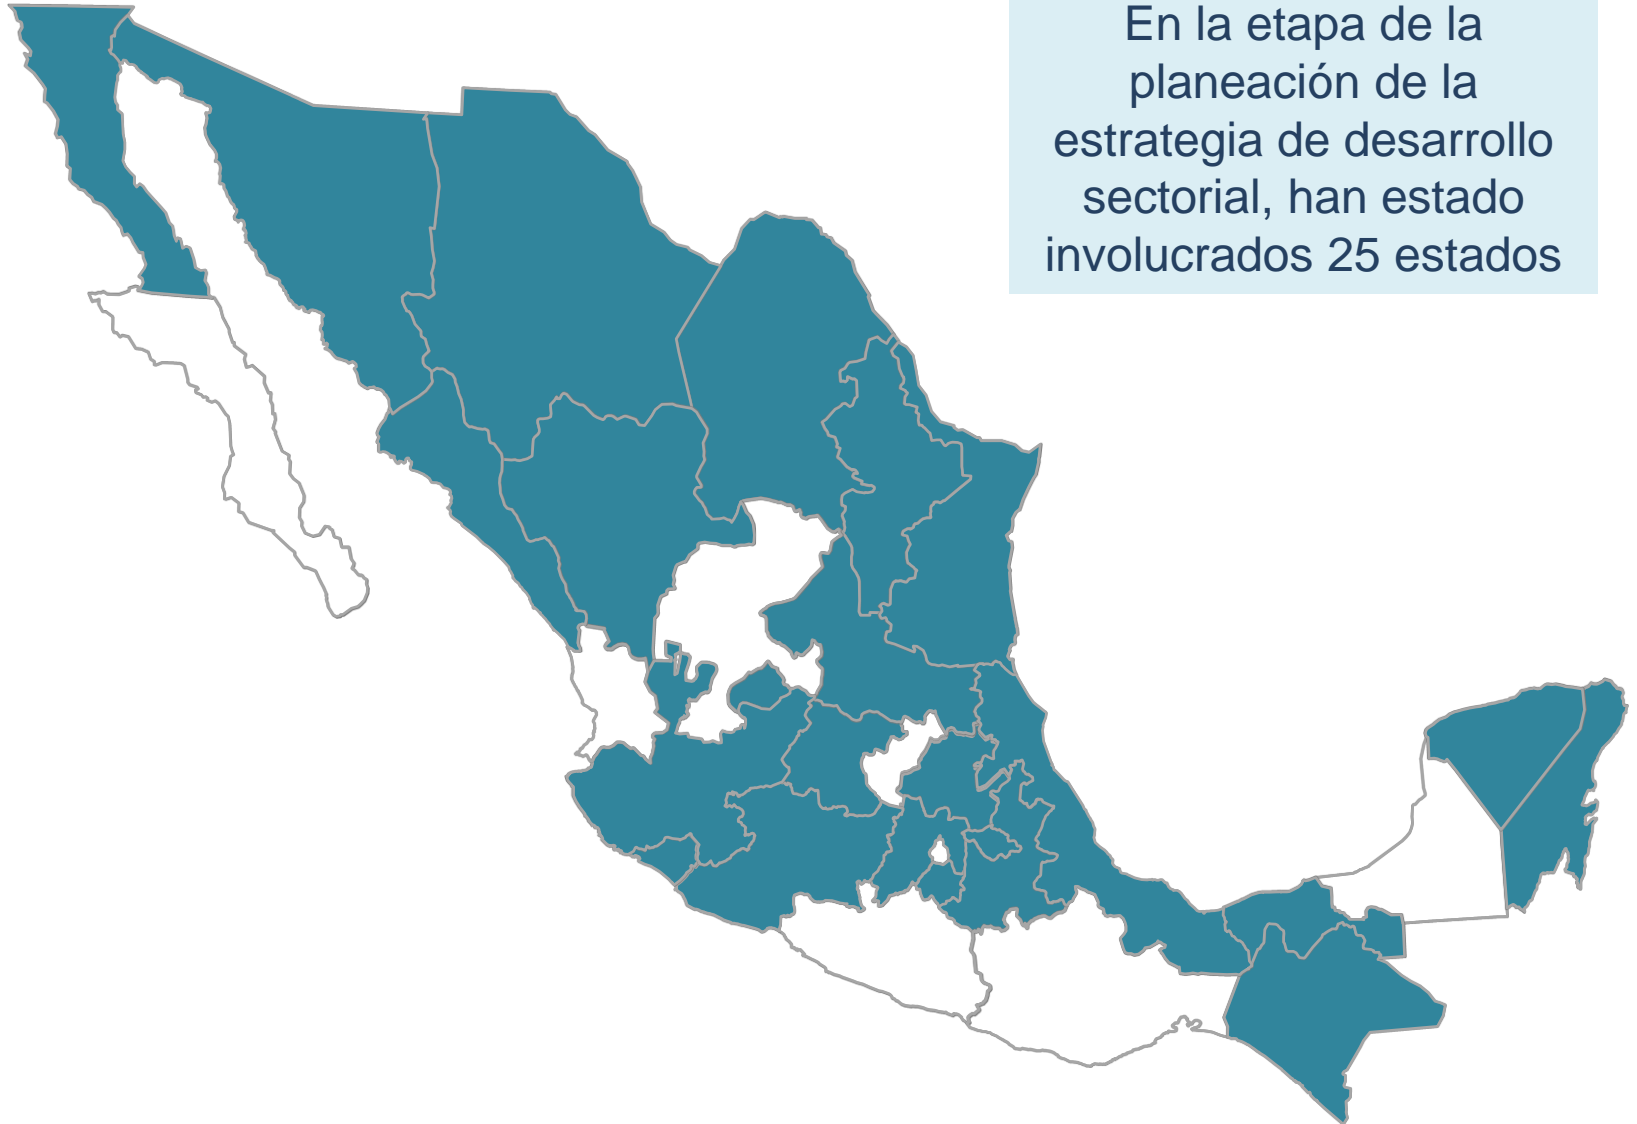 En la etapa de la
planeación de la
estrategia de desarrollo
sectorial, han estado
involucrados 25 estados